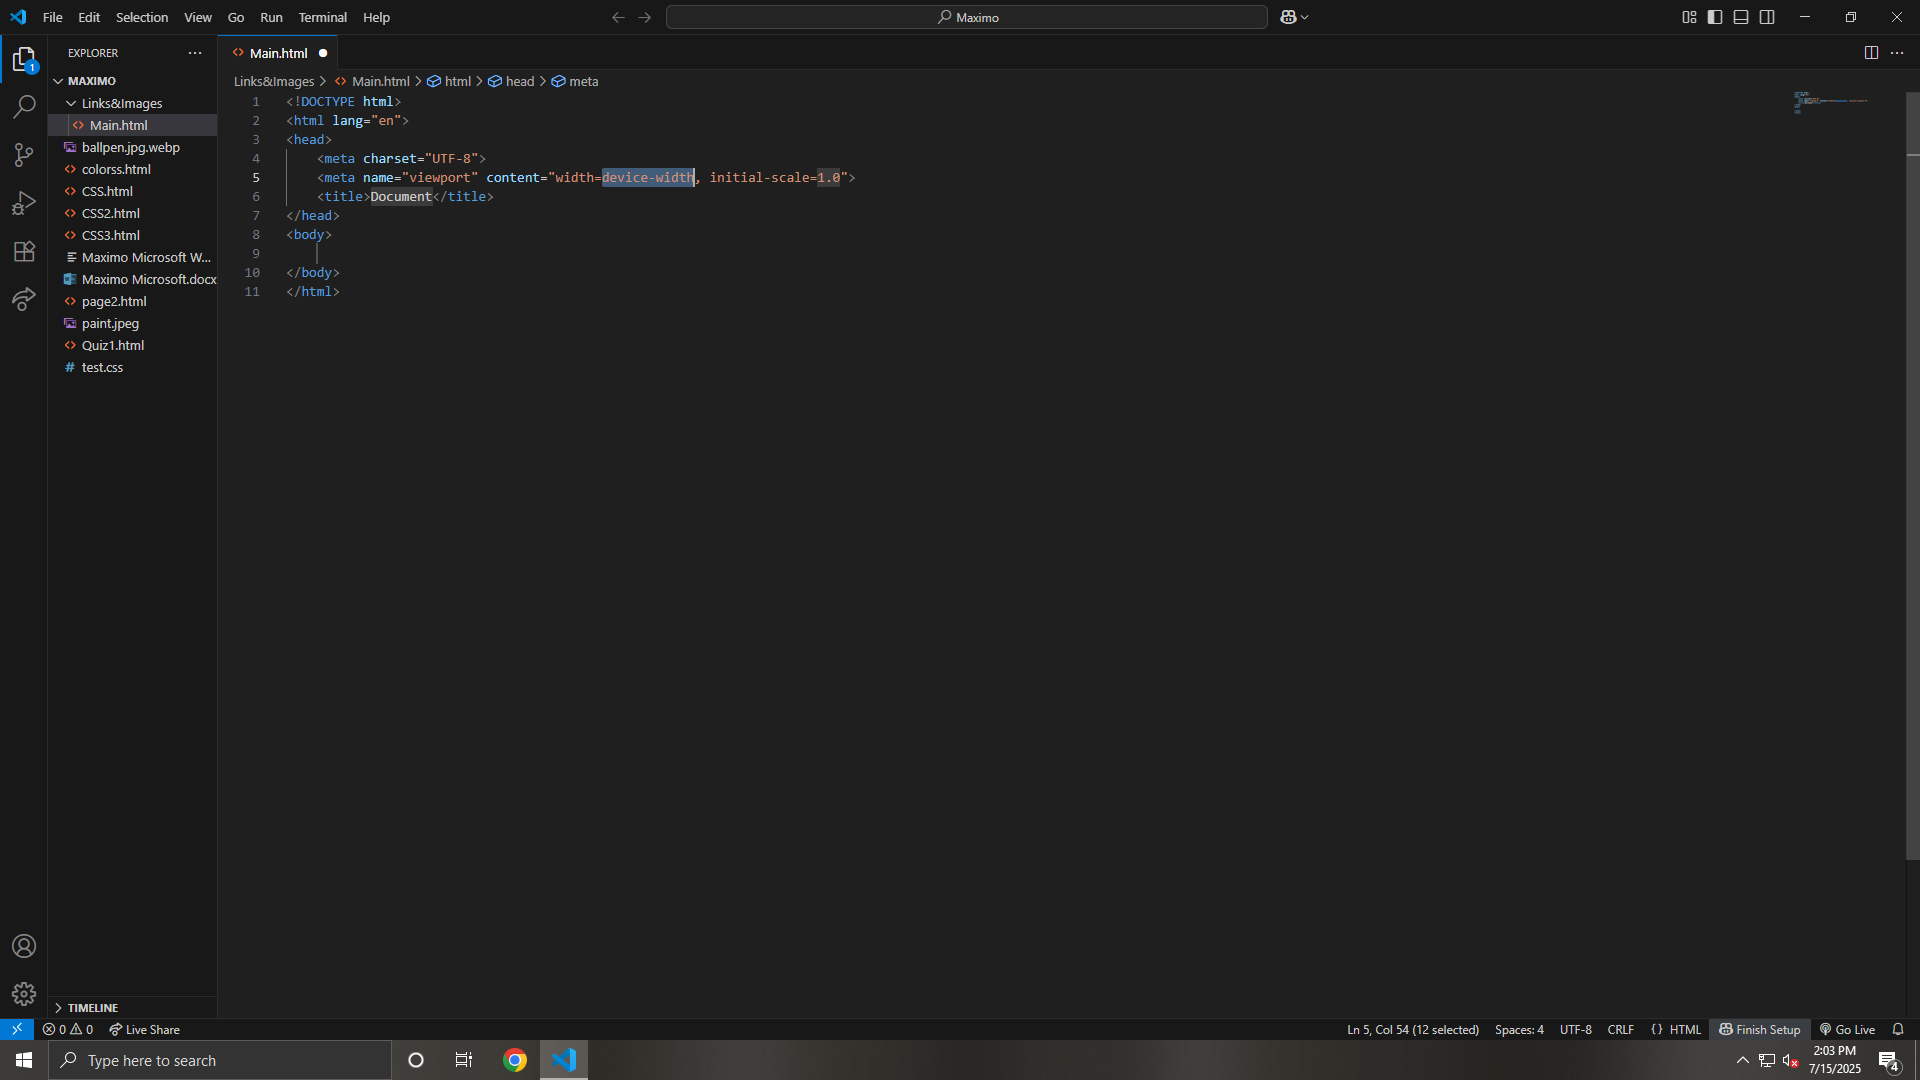 File Edit Selection View Go Run Terminal Help
Maximo
EXPLORER
MAXIMO
Links&Images
Main.html
ballpen.jpg.webp
colorss.html
CSS.html
CSS2.html
CSS3.html
Maximo Microsoft W...
Maximo Microsoft.docx
page2.html
paint.jpeg
Quiz1.html
test.css
TIMELINE
1
Main.html
Links&Images > Main.html > html > head > meta
1 <!DOCTYPE html>
2 <html lang="en">
3 <head>
4 <meta charset="UTF-8">
5 <meta name="viewport" content="width=device-width, initial-scale=1.0">
6 <title>Document</title>
7 </head>
8 <body>
9
10 </body>
11 </html>
0 0 Live Share
Ln 5, Col 54 (12 selected) Spaces: 4 UTF-8 CRLF {} HTML Finish Setup Go Live
Type here to search
2:03 PM
7/15/2025
4